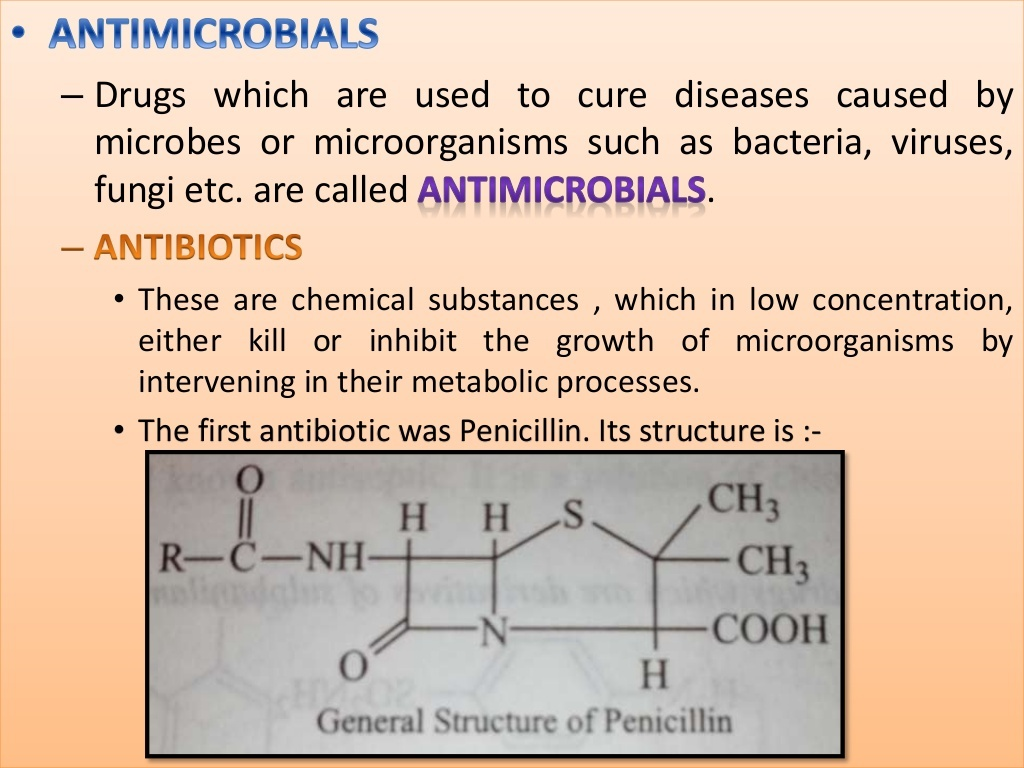 • ANTIMICROBIALS
– Drugs which are used to cure diseases caused by
microbes or microorganisms such as bacteria, viruses,
fungi etc. are called ANTIMICROBIALS.
– ANTIBIOTICS
• These are chemical substances , which in low concentration,
either kill or inhibit the growth of microorganisms by
intervening in their metabolic processes.
• The first antibiotic was Penicillin. Its structure is :-
O
H H S CH3
R—C—NH CH3
N COOH
O H
General Structure of Penicillin